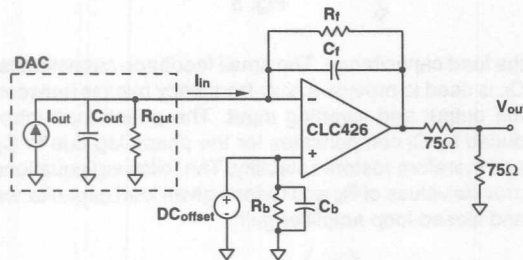 DAC
Iout
Cout
Rout
Iin
Rf
Cf
-
CLC426
+
DCoffset
Rb
Cb
75Ω
Vout
75Ω